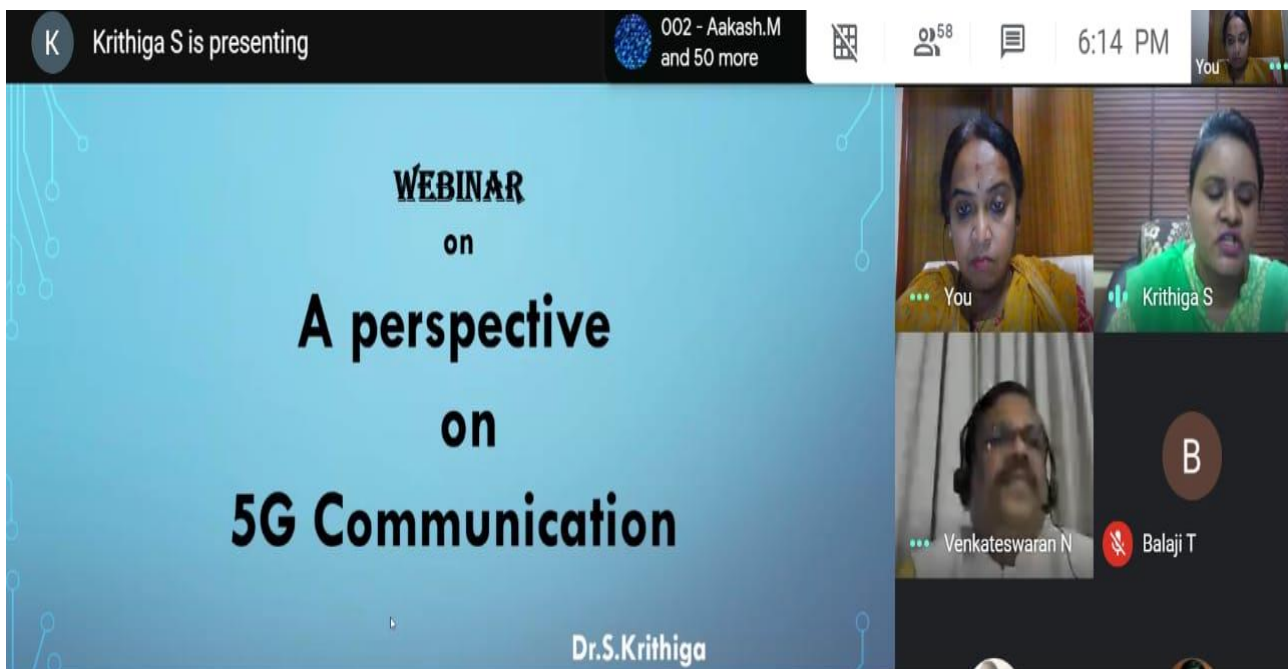 K
Krithiga S is presenting
002 - Aakash.M
and 50 more
58
6:14 PM
You
WEBINAR
on
A perspective
on
5G Communication
Dr.S.Krithiga
You
Krithiga S
Venkateswaran N
B
Balaji T